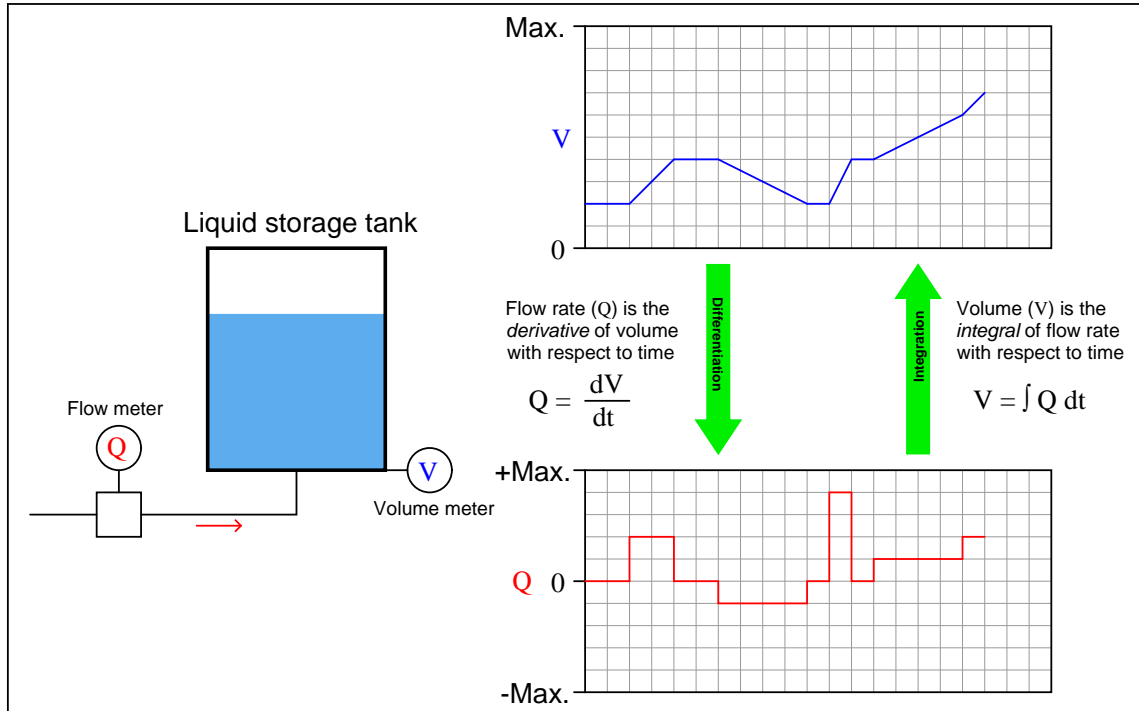 Max.
V
0
Liquid storage tank
Flow meter
Q
V
Volume meter
Flow rate (Q) is the
derivative of volume
with respect to time
Q = dV
dt
Differentiation
Integration
Volume (V) is the
integral of flow rate
with respect to time
V = ∫ Q dt
+Max.
Q 0
-Max.